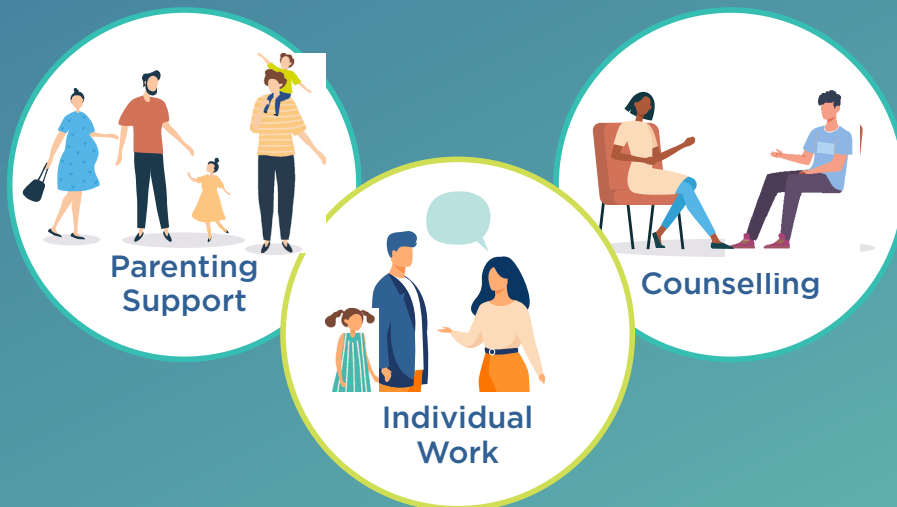 Parenting
Support
Individual
Work
Counselling